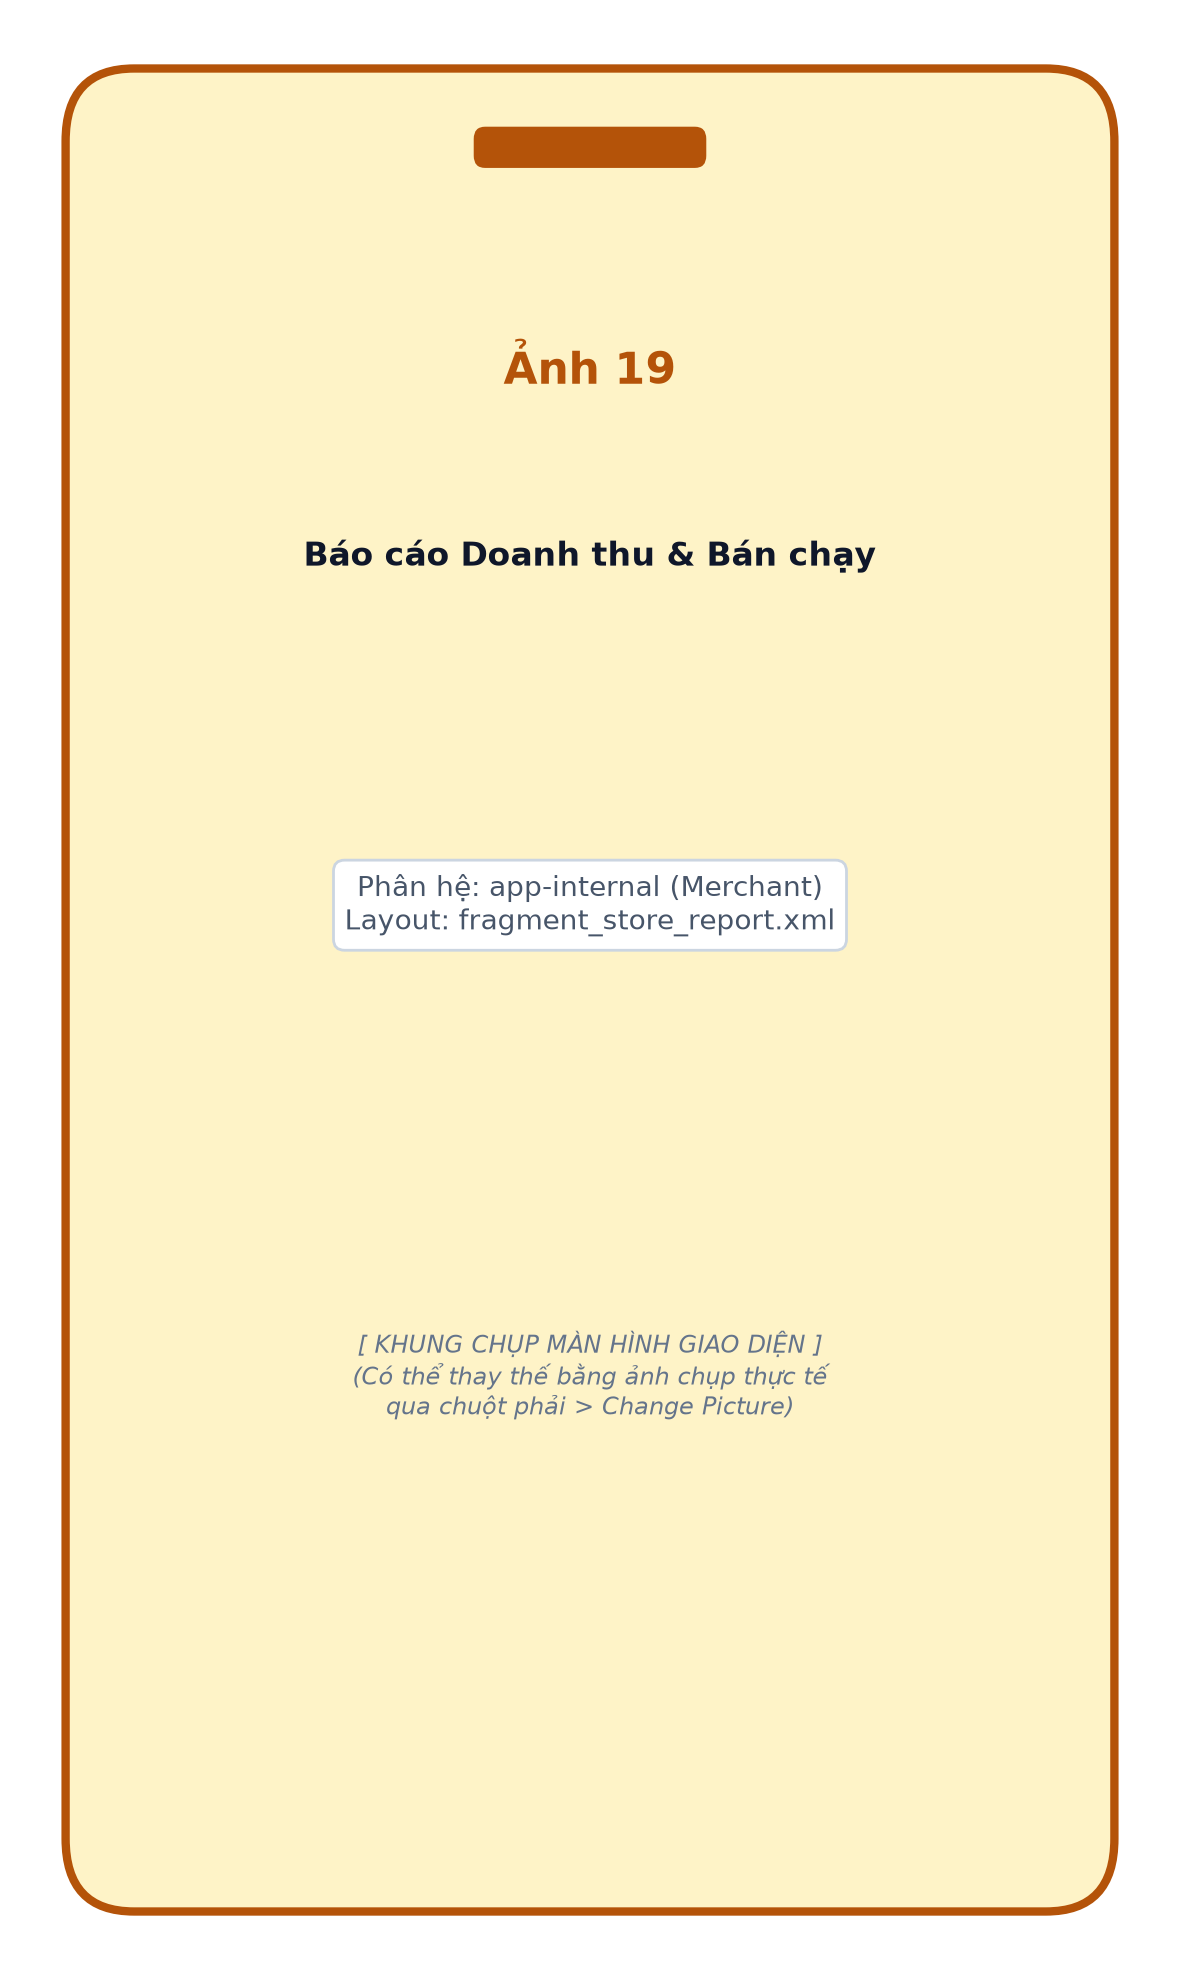 Ảnh 19
Báo cáo Doanh thu & Bán chạy
Phân hệ: app-internal (Merchant)
Layout: fragment_store_report.xml
[ KHUNG CHỤP MÀN HÌNH GIAO DIỆN ]
(Có thể thay thế bằng ảnh chụp thực tế
qua chuột phải > Change Picture)